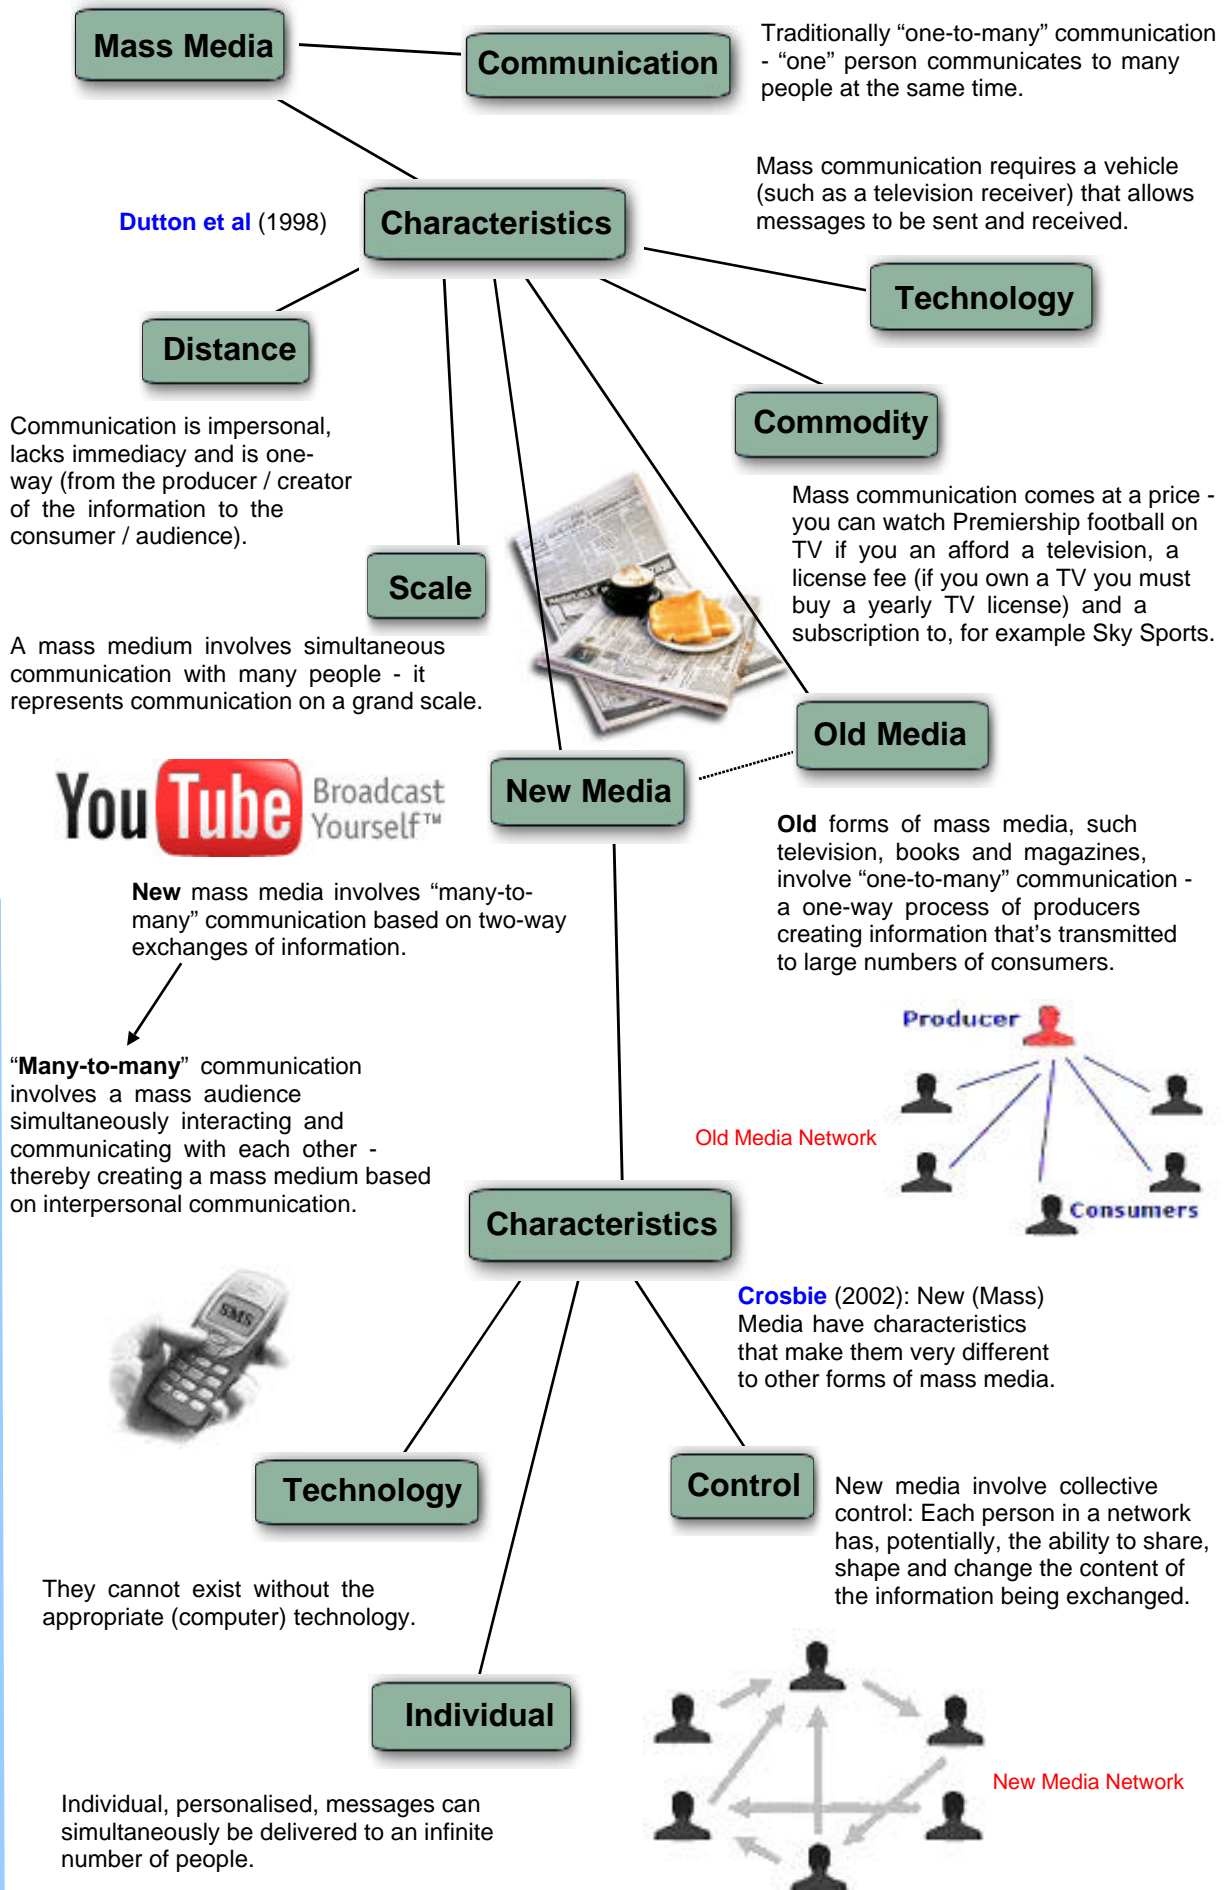 Mass Media
Communication
Traditionally “one-to-many” communication
- “one” person communicates to many
people at the same time.
Mass communication requires a vehicle
(such as a television receiver) that allows
messages to be sent and received.
Dutton et al (1998)
Characteristics
Technology
Distance
Communication is impersonal,
lacks immediacy and is one-
way (from the producer / creator
of the information to the
consumer / audience).
Commodity
Mass communication comes at a price -
you can watch Premiership football on
TV if you an afford a television, a
license fee (if you own a TV you must
buy a yearly TV license) and a
subscription to, for example Sky Sports.
Scale
A mass medium involves simultaneous
communication with many people - it
represents communication on a grand scale.
Old Media
New Media
YouTube Broadcast
Yourself™
Old forms of mass media, such
television, books and magazines,
involve “one-to-many” communication -
a one-way process of producers
creating information that’s transmitted
to large numbers of consumers.
New mass media involves “many-to-
many” communication based on two-way
exchanges of information.
“Many-to-many” communication
involves a mass audience
simultaneously interacting and
communicating with each other -
thereby creating a mass medium based
on interpersonal communication.
Producer
Old Media Network
Consumers
Characteristics
SMS
Crosbie (2002): New (Mass)
Media have characteristics
that make them very different
to other forms of mass media.
Technology
They cannot exist without the
appropriate (computer) technology.
Control
New media involve collective
control: Each person in a network
has, potentially, the ability to share,
shape and change the content of
the information being exchanged.
Individual
Individual, personalised, messages can
simultaneously be delivered to an infinite
number of people.
New Media Network